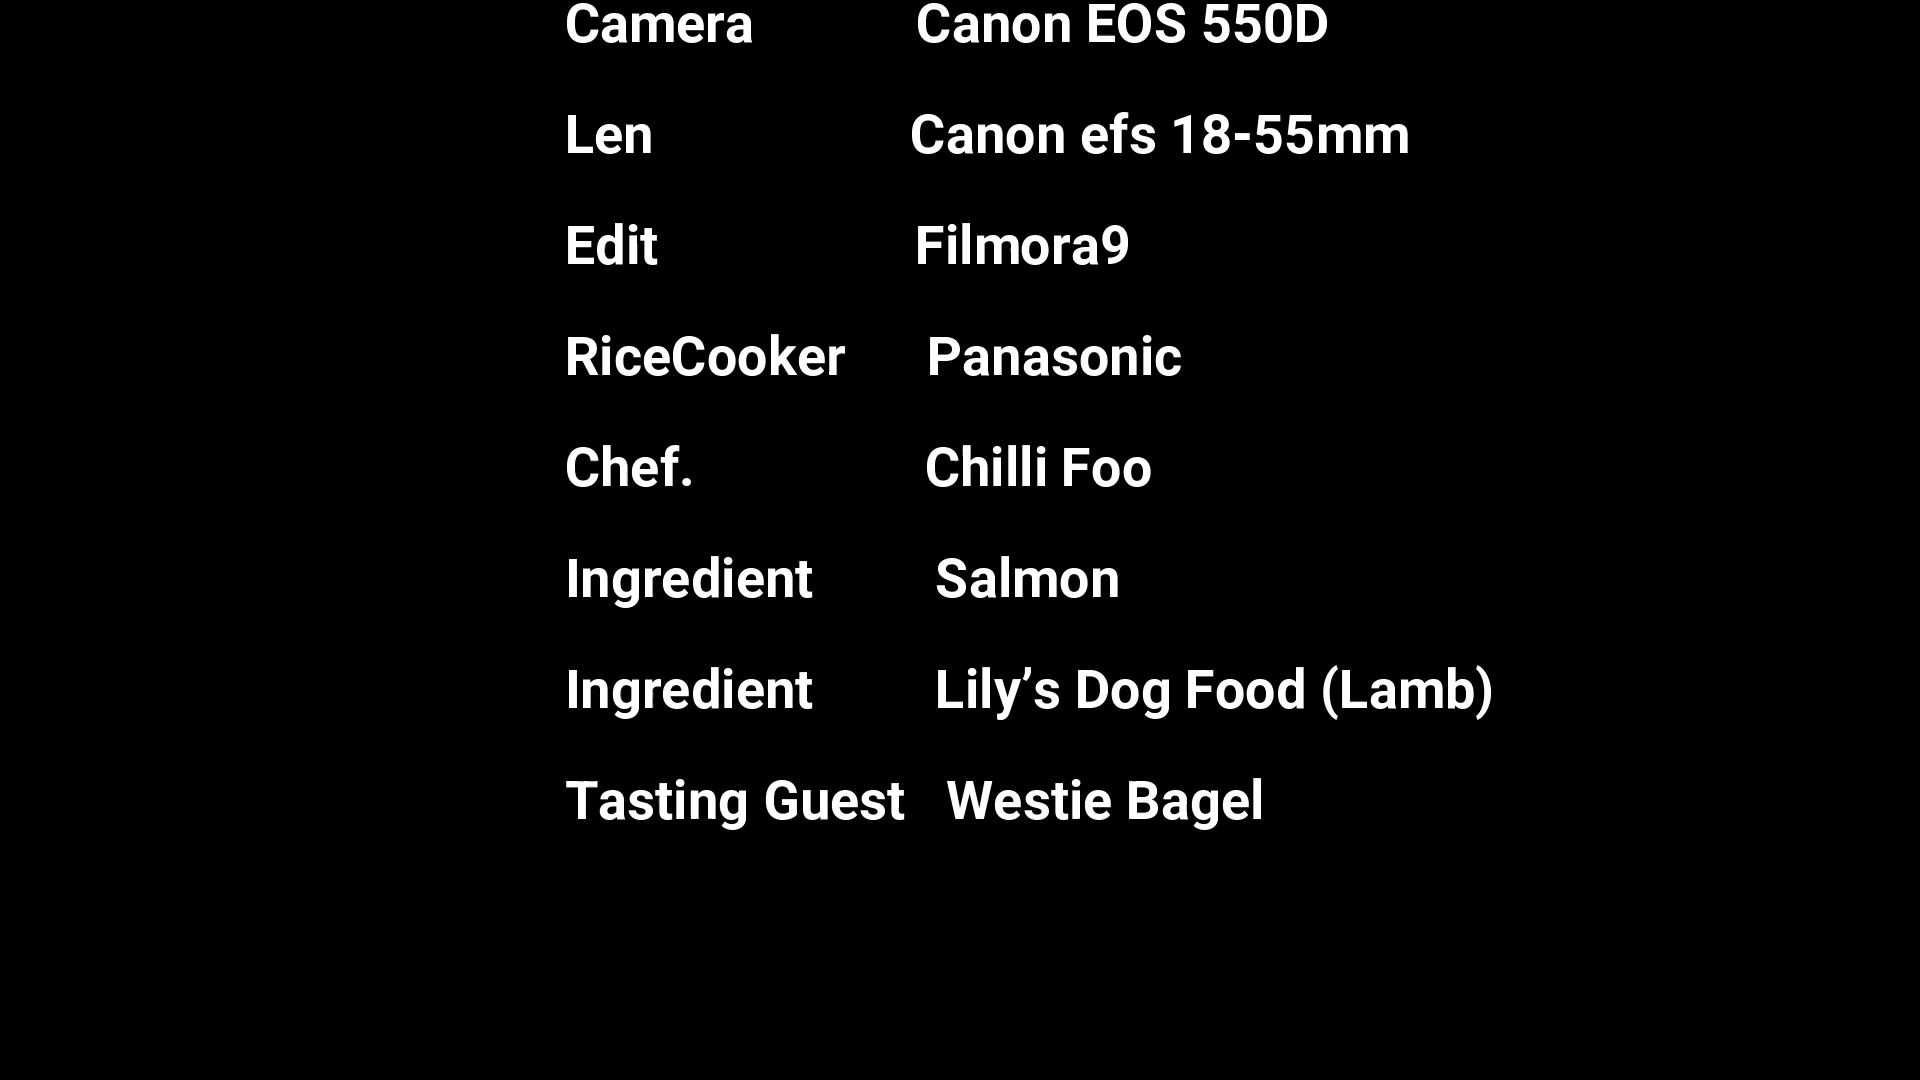 Camera Canon EOS 550D
Len Canon efs 18-55mm
Edit Filmora9
RiceCooker Panasonic
Chef. Chilli Foo
Ingredient Salmon
Ingredient Lily’s Dog Food (Lamb)
Tasting Guest Westie Bagel